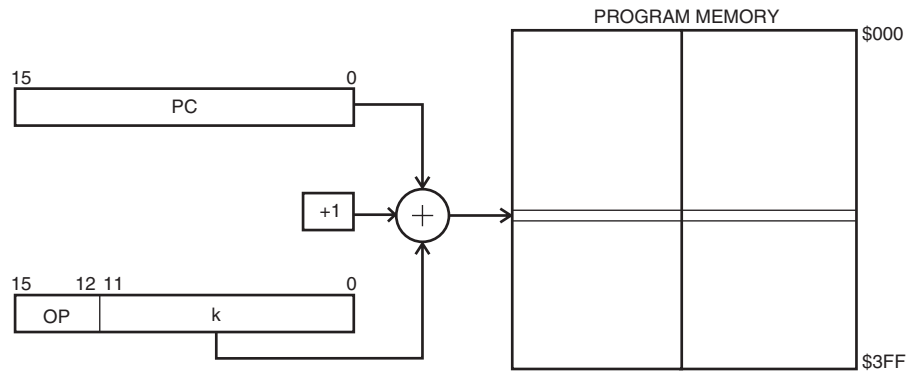 PROGRAM MEMORY
$000
15 0
PC
+1
+
15 12 11 0
OP k
$3FF